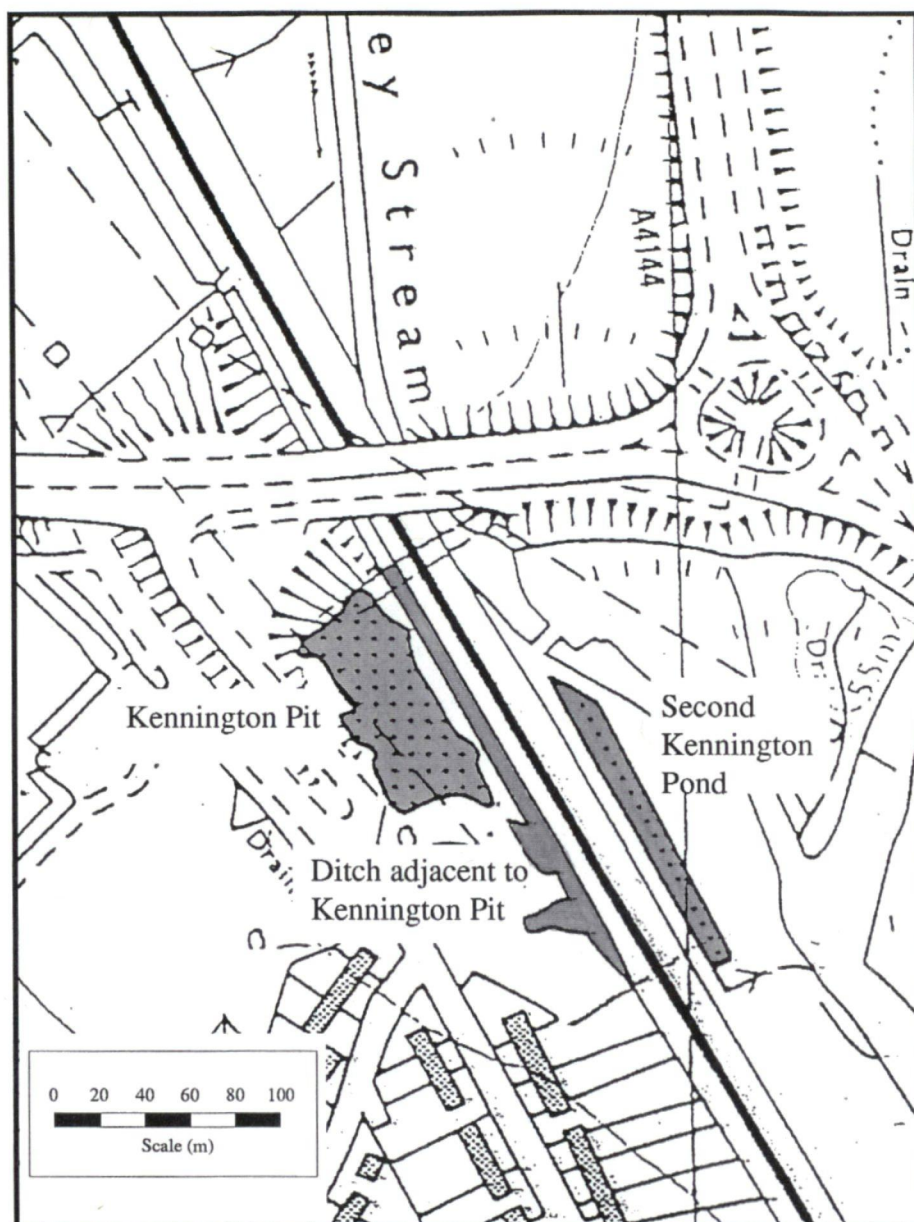 ey Stream
A4144
Drain
Kennington Pit
Second
Kennington
Pond
Drain
Ditch adjacent to
Kennington Pit
0 20 40 60 80 100
Scale (m)